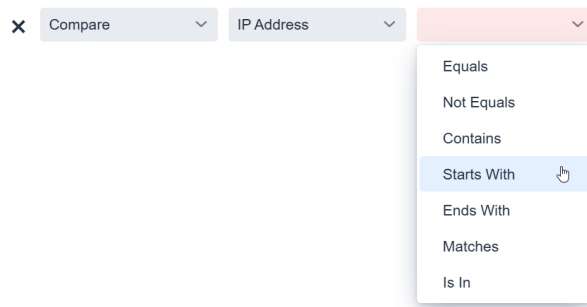 Compare IP Address
Equals
Not Equals
Contains
Starts With
Ends With
Matches
Is In